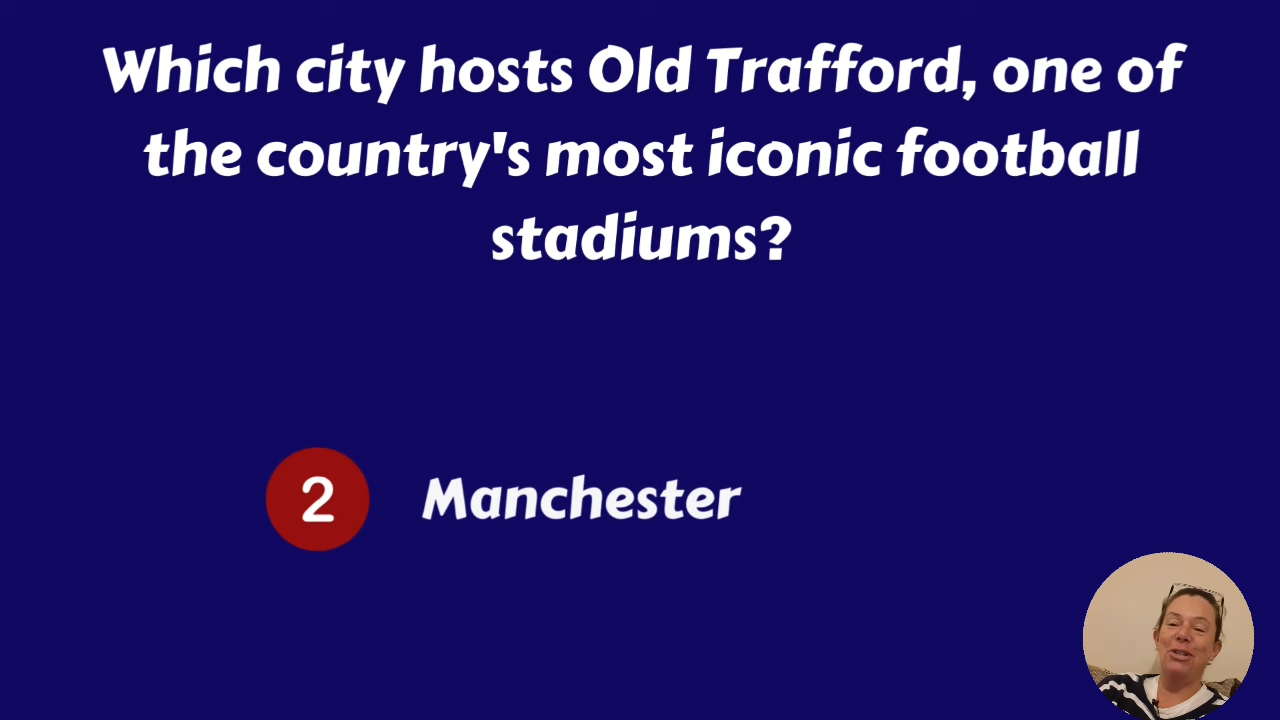 Which city hosts Old Trafford, one of
the country's most iconic football
stadiums?
2 Manchester